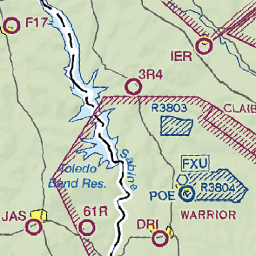 F17
IER
3R4
R3803
CLAIB
Sabine
Toledo
Bend Res.
FXU
POE
R3804
WARRIOR
JAS
61R
DRI